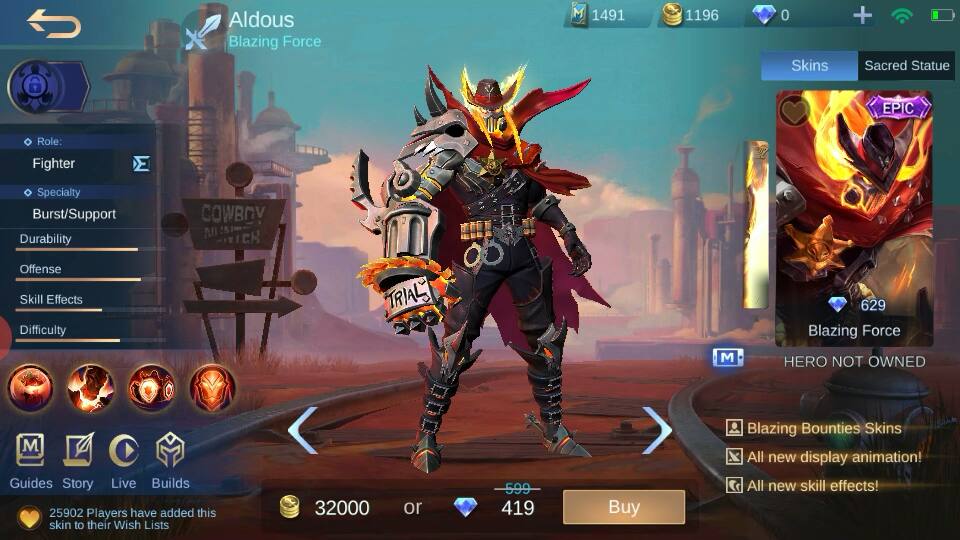 Aldous
Blazing Force
1491
1196
0
Skins
Sacred Statue
Role:
Fighter
Specialty
Burst/Support
Durability
Offense
Skill Effects
Difficulty
COWBOY
TRIAL
EPIC
629
Blazing Force
M
HERO NOT OWNED
Blazing Bounties Skins
All new display animation!
All new skill effects!
Guides Story Live Builds
25902 Players have added this
skin to their Wish Lists
32000 or 599 419
Buy